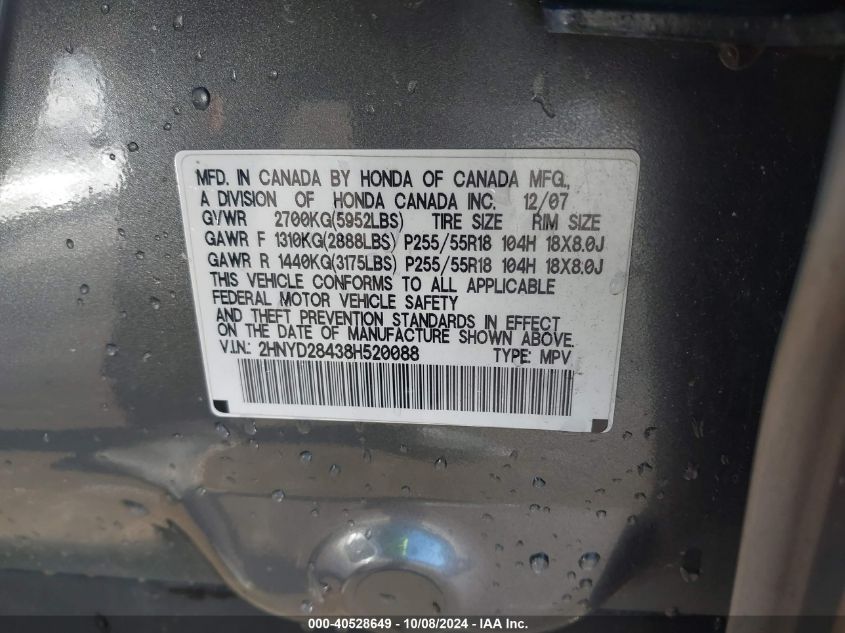 MFD. IN CANADA BY HONDA OF CANADA MFG.,
A DIVISION OF HONDA CANADA INC. 12/07
GVWR 2700KG(5952LBS) TIRE SIZE RIM SIZE
GAWR F 1310KG(2888LBS) P255/55R18 104H 18X8.0J
GAWR R 1440KG(3175LBS) P255/55R18 104H 18X8.0J
THIS VEHICLE CONFORMS TO ALL APPLICABLE
FEDERAL MOTOR VEHICLE SAFETY
AND THEFT PREVENTION STANDARDS IN EFFECT
ON THE DATE OF MANUFACTURE SHOWN ABOVE.
V.I.N.: 2HNYD28438H520088 TYPE: MPV
000-40528649 - 10/08/2024 - IAA Inc.